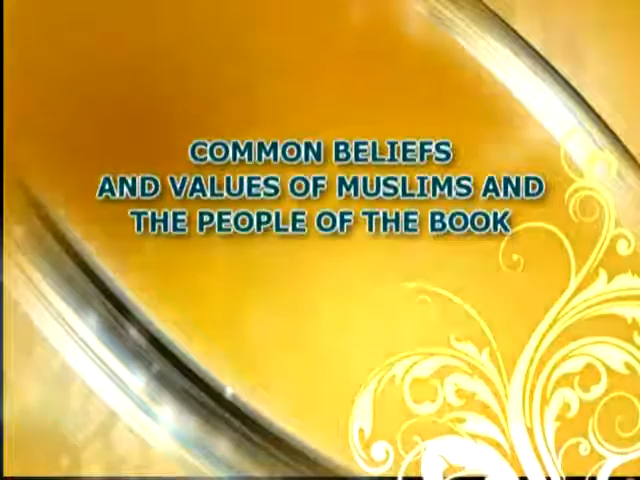 COMMON BELIEFS
AND VALUES OF MUSLIMS AND
THE PEOPLE OF THE BOOK